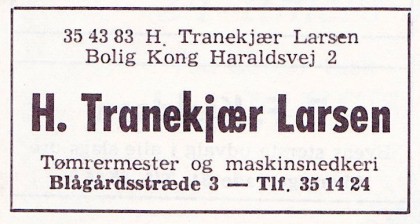 35 43 83 H. Tranekjær Larsen
Bolig Kong Haraldsvej 2
H. Tranekjær Larsen
Tømrermester og maskinsnedkeri
Blågårdsstræde 3 — Tlf. 35 14 24